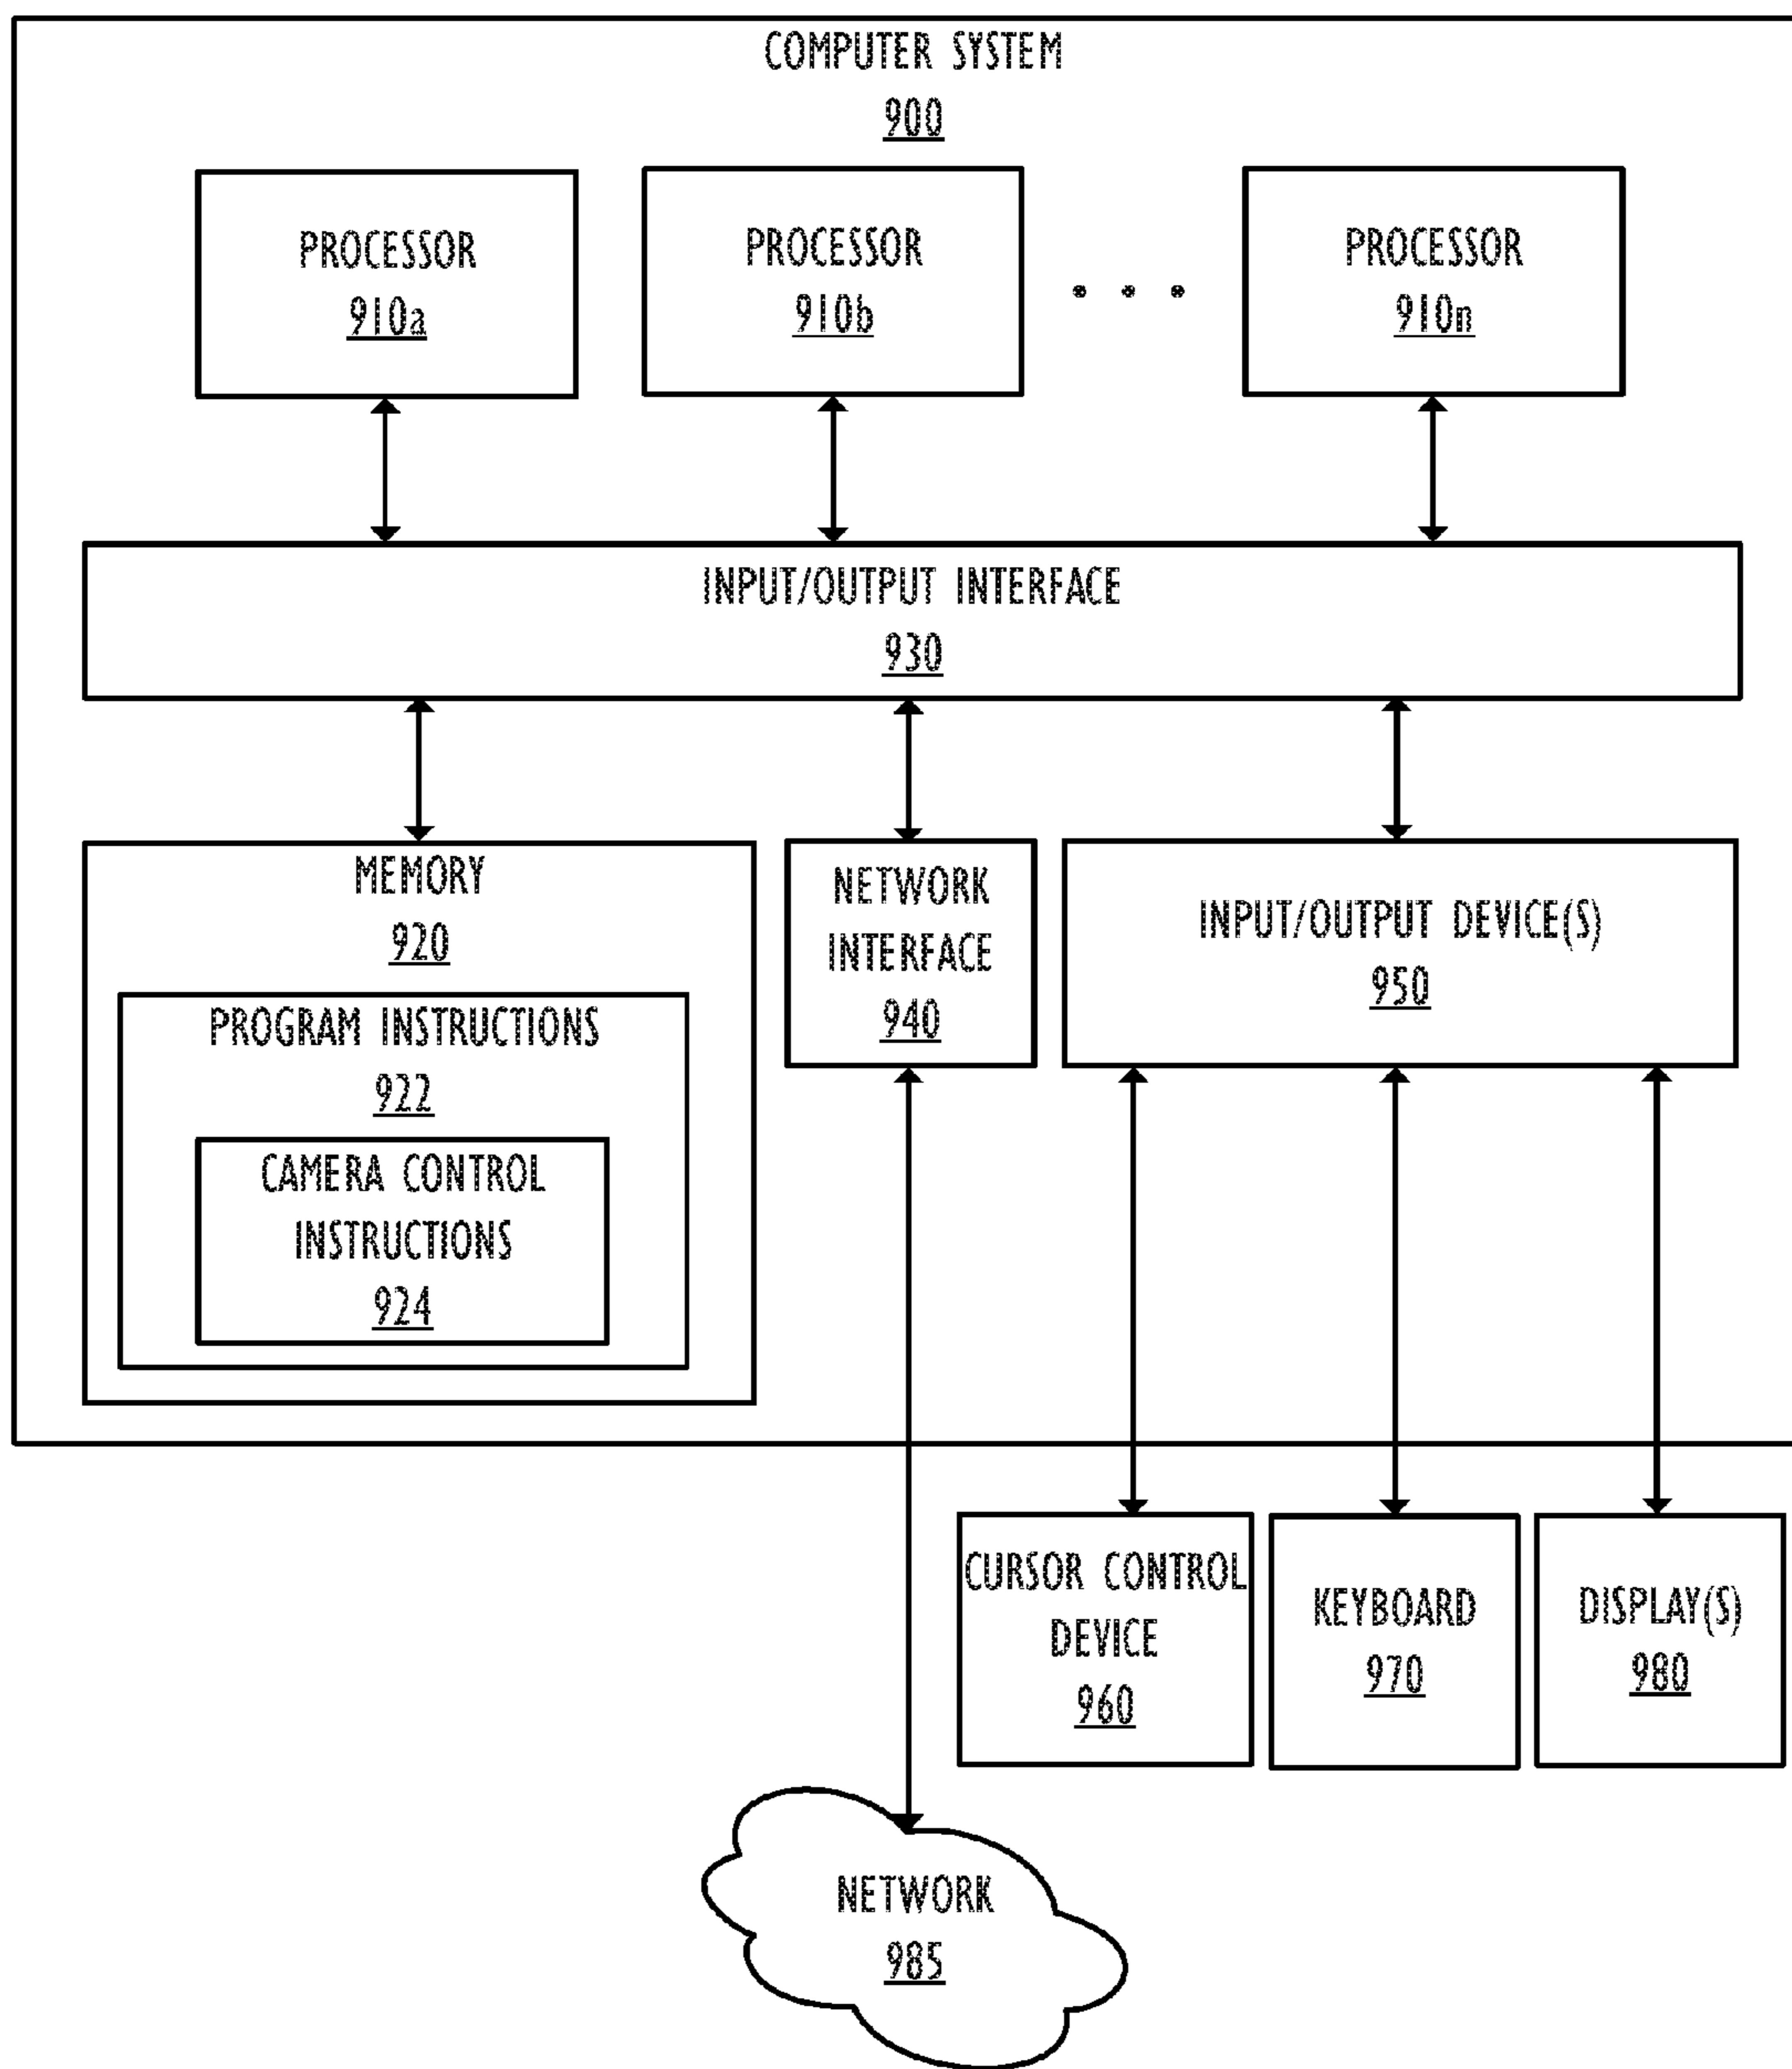 COMPUTER SYSTEM
900
PROCESSOR
910a
PROCESSOR
910b
. . .
PROCESSOR
910n
INPUT/OUTPUT INTERFACE
930
MEMORY
920
PROGRAM INSTRUCTIONS
922
CAMERA CONTROL
INSTRUCTIONS
924
NETWORK
INTERFACE
940
INPUT/OUTPUT DEVICE(S)
950
CURSOR CONTROL
DEVICE
960
KEYBOARD
970
DISPLAY(S)
980
NETWORK
985